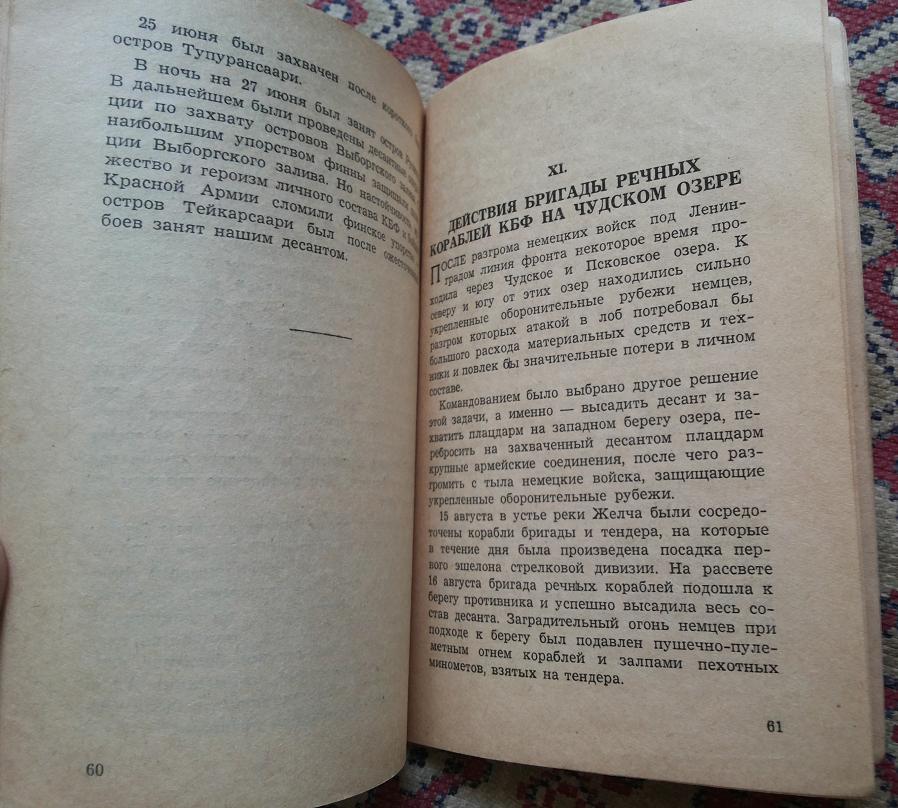 25 июня был захвачен после короткого
остров Тупурансаари.
В ночь на 27 июня был занят остров
В дальнейшем были проведены десантные
ции по захвату островов Выборгского
наибольшим упорством финны защищали
ции Выборгского залива. Но
жество и героизм личного состава КБФ и
Красной Армии сломили финское
остров Тейкарсаари был после
боев занят нашим десантом.
60
XI.
ДЕЙСТВИЯ БРИГАДЫ РЕЧНЫХ
КОРАБЛЕЙ КБФ НА ЧУДСКОМ ОЗЕРЕ
ПОСЛЕ разгрома немецких войск под Ленин-
градом линия фронта некоторое время про-
ходила через Чудское и Псковское озера. К
северу и югу от этих озер находились сильно
укрепленные оборонительные рубежи немцев,
разгром которых атакой в лоб потребовал бы
большого расхода материальных средств и тех-
ники и повлек бы значительные потери в личном
составе.
Командованием было выбрано другое решение
этой задачи, а именно — высадить десант и за-
хватить плацдарм на западном берегу озера, пе-
ребросить на захваченный десантом плацдарм
крупные армейские соединения, после чего раз-
громить с тыла немецкие войска, защищающие
укрепленные оборонительные рубежи.
15 августа в устье реки Желча были сосредо-
точены корабли бригады и тендера, на которые
в течение дня была произведена посадка пер-
вого эшелона стрелковой дивизии. На рассвете
16 августа бригада речных кораблей подошла к
берегу противника и успешно высадила весь со-
став десанта. Заградительный огонь немцев при
подходе к берегу был подавлен пушечно-пуле-
метным огнем кораблей и залпами пехотных
минометов, взятых на тендера.
61